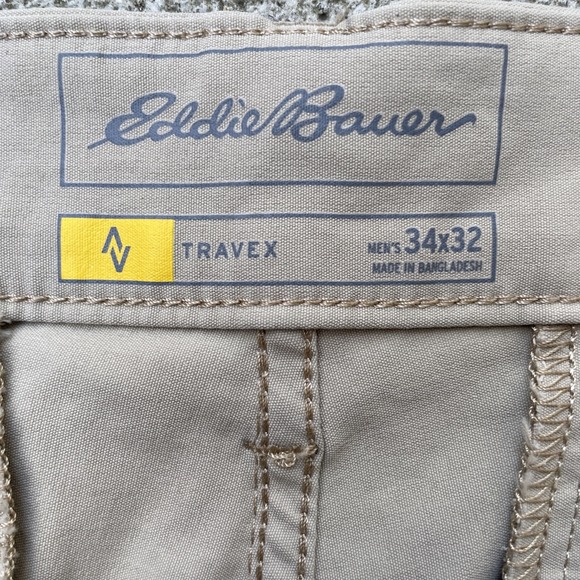 Eddie Bauer
TRAVEX
MEN'S 34x32
MADE IN BANGLADESH